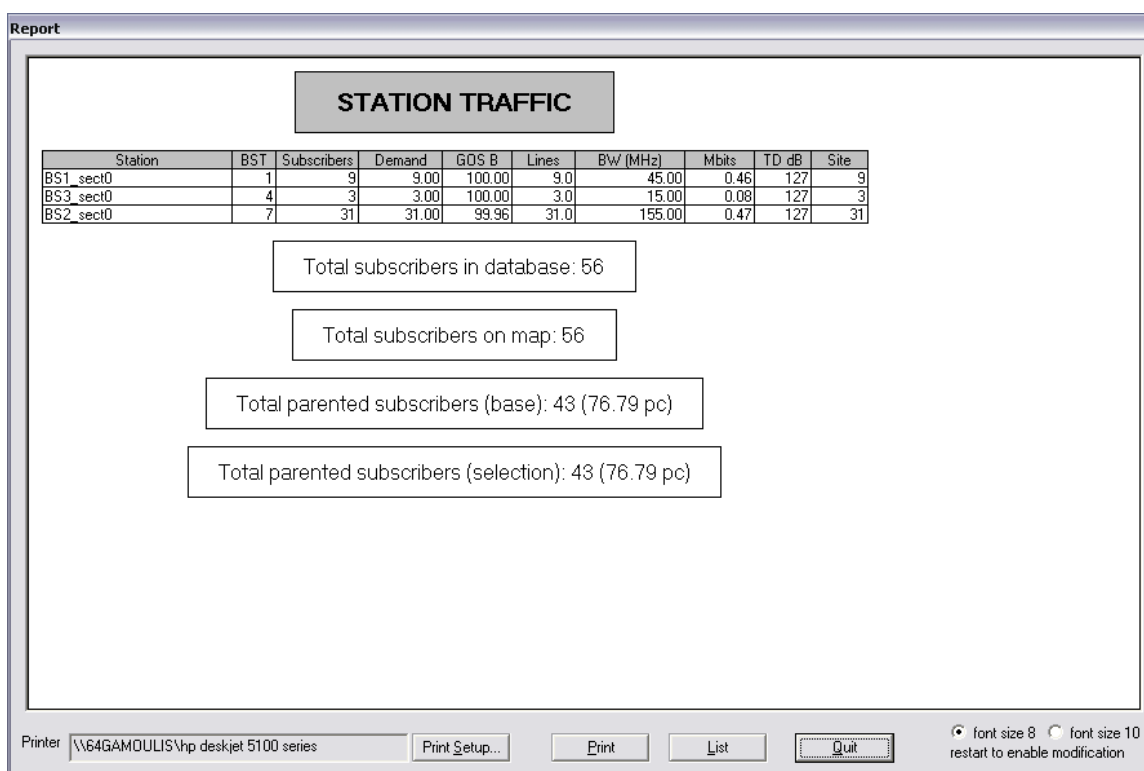 Report
STATION TRAFFIC
Station BST Subscribers Demand GOS B Lines BW (MHz) Mbits TD dB Site
BS1_sect0 1 9 9.00 100.00 9.0 45.00 0.46 127 9
BS3_sect0 4 3 3.00 100.00 3.0 15.00 0.08 127 3
BS2_sect0 7 31 31.00 99.96 31.0 155.00 0.47 127 31
Total subscribers in database: 56
Total subscribers on map: 56
Total parented subscribers (base): 43 (76.79 pc)
Total parented subscribers (selection): 43 (76.79 pc)
Printer \\64GAMOULIS\hp deskjet 5100 series Print Setup... Print List Quit font size 8 font size 10
restart to enable modification